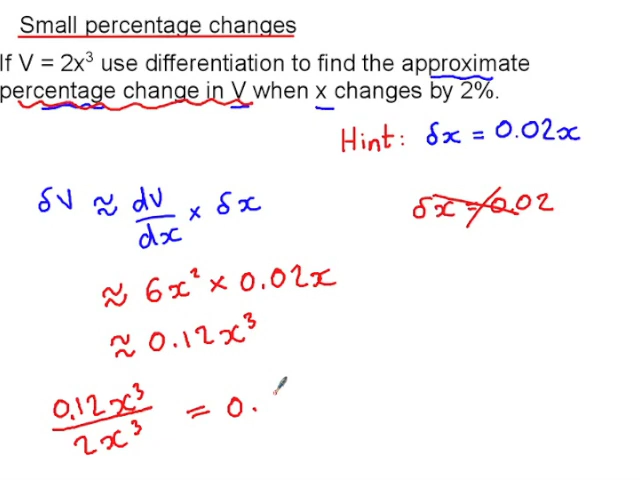 Small percentage changes
If V = 2x³ use differentiation to find the approximate
percentage change in V when x changes by 2%.
Hint: δx = 0.02x
δV ≈ dV/dx × δx
δx = 0.02
≈ 6x² × 0.02x
≈ 0.12x³
0.12x³/2x³ = 0.